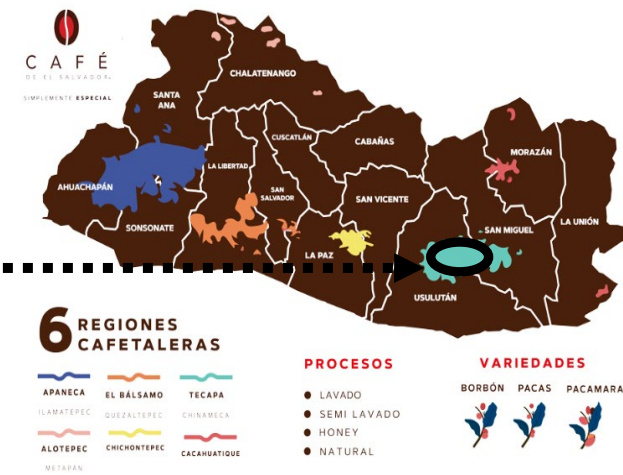 CAFÉ
DE EL SALVADOR
SIMPLEMENTE ESPECIAL
CHALATENANGO
SANTA
ANA
CUSCATLÁN
CABAÑAS
MORAZÁN
LA LIBERTAD
AHUACHAPÁN
SAN
SALVADOR
SAN VICENTE
LA UNIÓN
SONSONATE
SAN MIGUEL
LA PAZ
USULUTÁN
6 REGIONES
CAFETALERAS
APANECA
ILAMATEPEC
EL BÁLSAMO
QUEZALTEPEC
TECAPA
CHINAMECA
ALOTEPEC
METAPÁN
CHICHONTEPEC
CACAHUATIQUE
PROCESOS
● LAVADO
● SEMI LAVADO
● HONEY
● NATURAL
VARIEDADES
BORBÓN PACAS PACAMARA